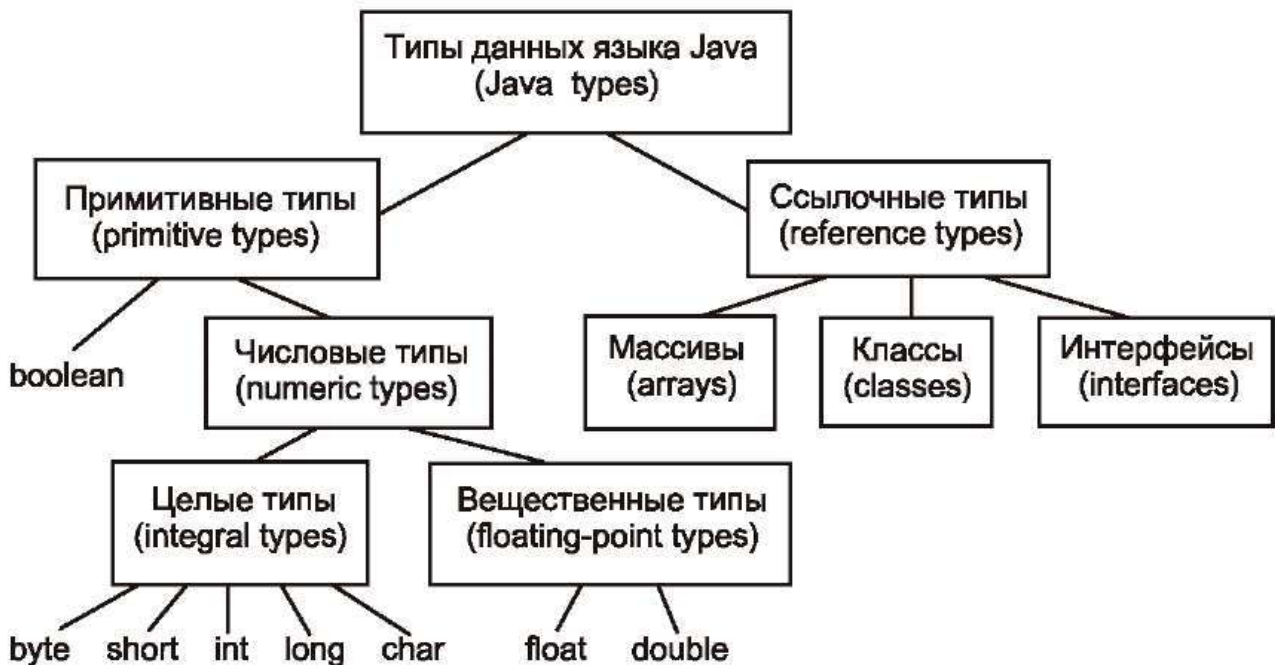 Типы данных языка Java
(Java types)
Примитивные типы
(primitive types)
Ссылочные типы
(reference types)
boolean
Числовые типы
(numeric types)
Массивы
(arrays)
Классы
(classes)
Интерфейсы
(interfaces)
Целые типы
(integral types)
Вещественные типы
(floating-point types)
byte short int long char float double